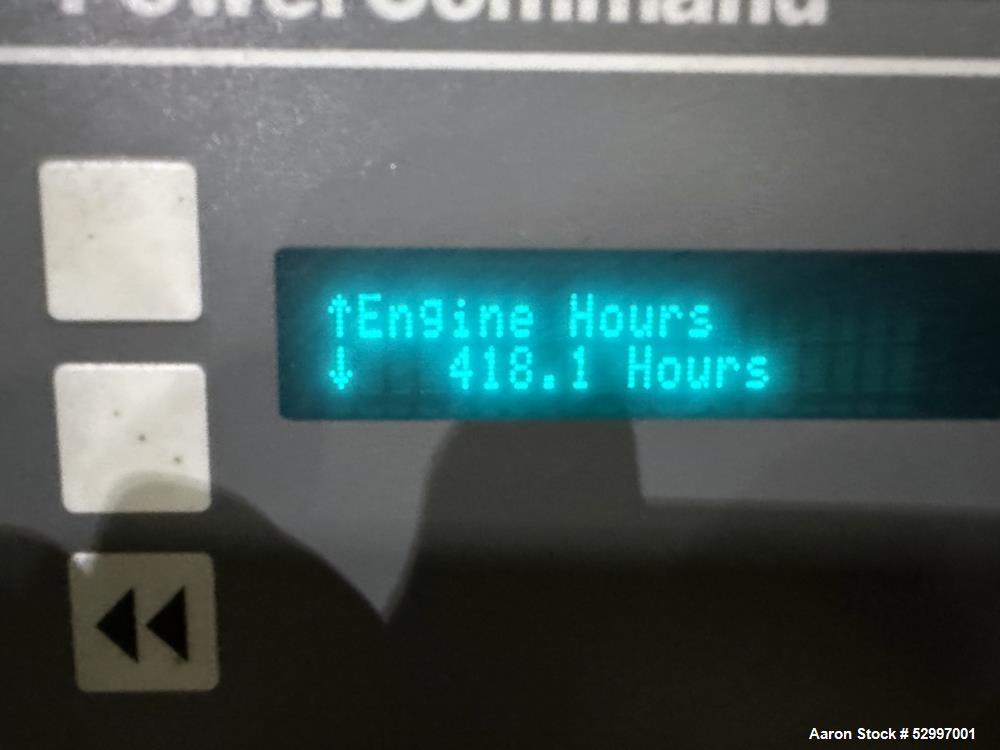 PowerCommand
↑Engine Hours
↓ 418.1 Hours
Aaron Stock # 52997001